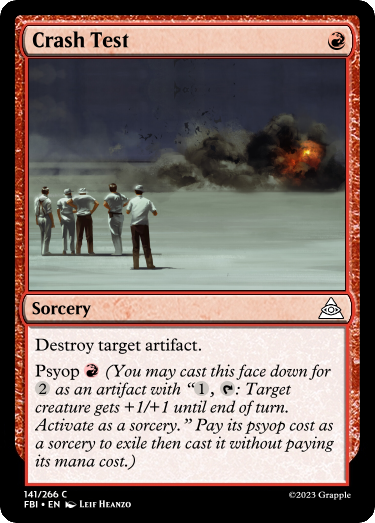 Crash Test
Sorcery
Destroy target artifact.
Psyop (You may cast this face down for
2 as an artifact with “1, : Target
creature gets +1/+1 until end of turn.
Activate as a sorcery.” Pay its psyop cost as
a sorcery to exile then cast it without paying
its mana cost.)
141/266 C
FBI • EN Leif Heanzo
©2023 Grapple